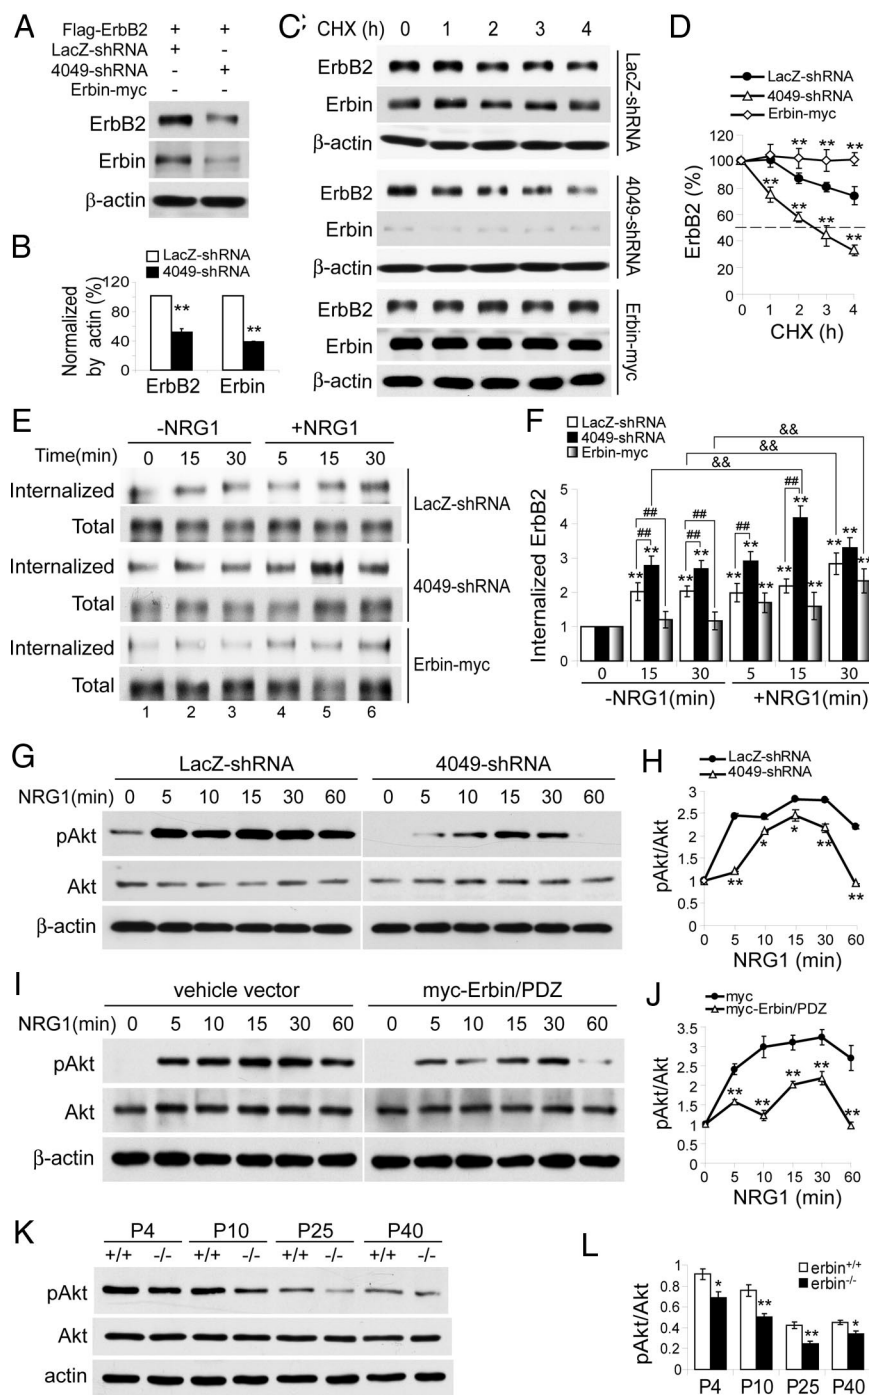 A
Flag-ErbB2 + +
LacZ-shRNA + -
4049-shRNA - +
Erbin-myc - -
ErbB2
Erbin
β-actin
B
LacZ-shRNA
4049-shRNA
Normalized
by actin (%)
120
80
40
0
**
**
ErbB2 Erbin
C
CHX (h) 0 1 2 3 4
ErbB2
Erbin
β-actin
LacZ-shRNA
ErbB2
Erbin
β-actin
4049-shRNA
ErbB2
Erbin
β-actin
Erbin-myc
D
LacZ-shRNA
4049-shRNA
Erbin-myc
ErbB2 (%)
120
100
80
60
40
20
0
** ** **
** ** ** **
0 1 2 3 4
CHX (h)
E
-NRG1 +NRG1
Time(min) 0 15 30 5 15 30
Internalized
Total
LacZ-shRNA
Internalized
Total
4049-shRNA
Internalized
Total
Erbin-myc
1 2 3 4 5 6
F
LacZ-shRNA
4049-shRNA
Erbin-myc
&&
&&
&&
Internalized ErbB2
5
4
3
2
1
0
## ## ## ## ## ##
** ** ** ** ** ** ** ** ** ** ** ** **
0 15 30 5 15 30
-NRG1(min) +NRG1(min)
G
LacZ-shRNA 4049-shRNA
NRG1(min) 0 5 10 15 30 60 0 5 10 15 30 60
pAkt
Akt
β-actin
H
LacZ-shRNA
4049-shRNA
pAkt/Akt
3
2.5
2
1.5
1
0.5
0
** * * ** **
0 5 10 15 30 60
NRG1 (min)
I
vehicle vector myc-Erbin/PDZ
NRG1(min) 0 5 10 15 30 60 0 5 10 15 30 60
pAkt
Akt
β-actin
J
myc
myc-Erbin/PDZ
pAkt/Akt
3.5
3
2.5
2
1.5
1
0.5
0
** ** ** ** **
0 5 10 15 30 60
NRG1 (min)
K
P4 P10 P25 P40
+/+ -/- +/+ -/- +/+ -/- +/+ -/-
pAkt
Akt
actin
L
erbin+/+
erbin-/-
pAkt/Akt
1
0.8
0.6
0.4
0.2
0
* ** ** *
P4 P10 P25 P40